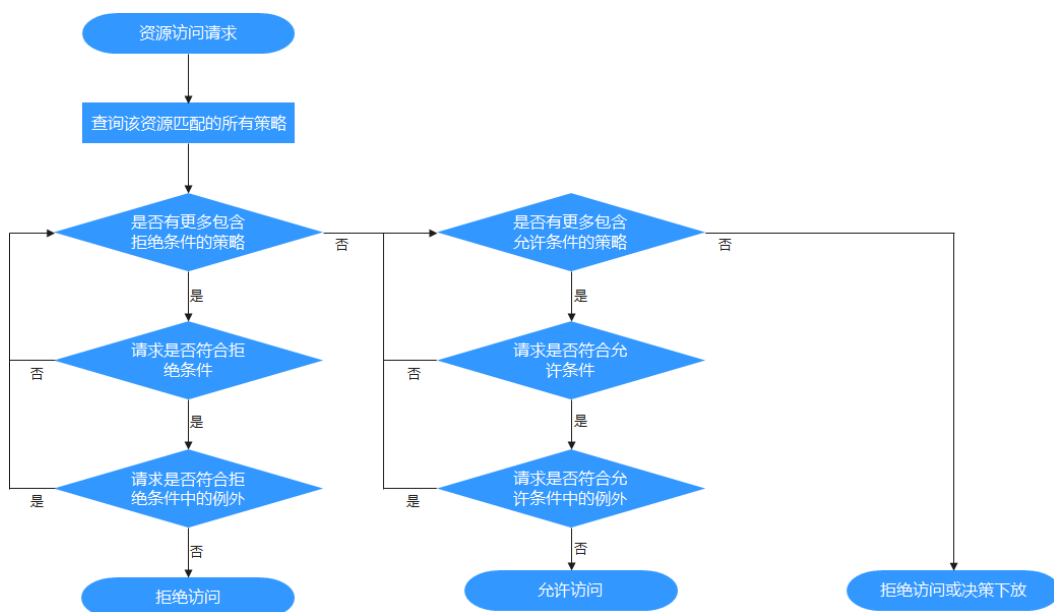 资源访问请求
查询该资源匹配的所有策略
是否有更多包含
拒绝条件的策略
否
是
请求是否符合拒
绝条件
否
是
请求是否符合拒
绝条件中的例外
是
否
拒绝访问
是否有更多包含
允许条件的策略
否
是
请求是否符合允
许条件
否
是
请求是否符合允
许条件中的例外
是
否
允许访问
拒绝访问或决策下放